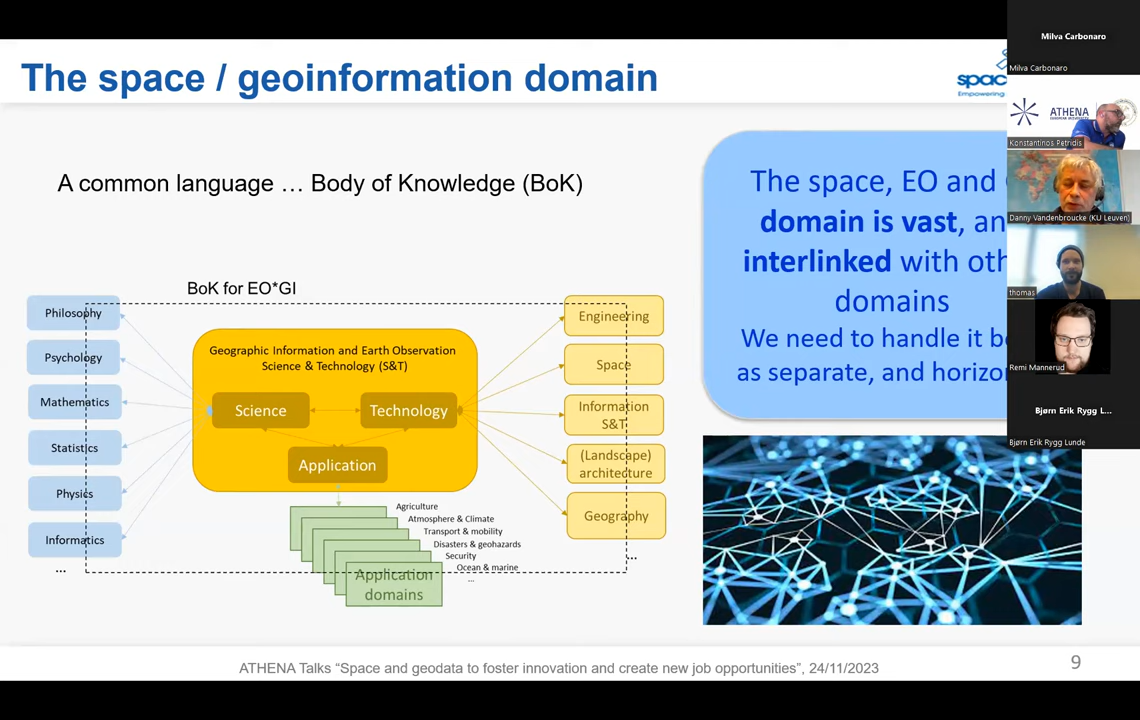 The space / geoinformation domain
spac
Empowering
A common language … Body of Knowledge (BoK)
The space, EO and
domain is vast, an
interlinked with oth
domains
We need to handle it b
as separate, and horizon
BoK for EO*GI
Philosophy
Psychology
Mathematics
Statistics
Physics
Informatics
...
Geographic Information and Earth Observation
Science & Technology (S&T)
Science
Technology
Application
Engineering
Space
Information
S&T
(Landscape)
architecture
Geography
...
Agriculture
Atmosphere & Climate
Transport & mobility
Disasters & geohazards
Security
Ocean & marine
...
Application
domains
ATHENA Talks “Space and geodata to foster innovation and create new job opportunities”, 24/11/2023
9
Milva Carbonaro
Milva Carbonaro
ATHENA
Konstantinos Petridis
Danny Vandenbroucke (KU Leuven)
thomas
Remi Mannerud
Bjørn Erik Rygg L...
Bjørn Erik Rygg Lunde